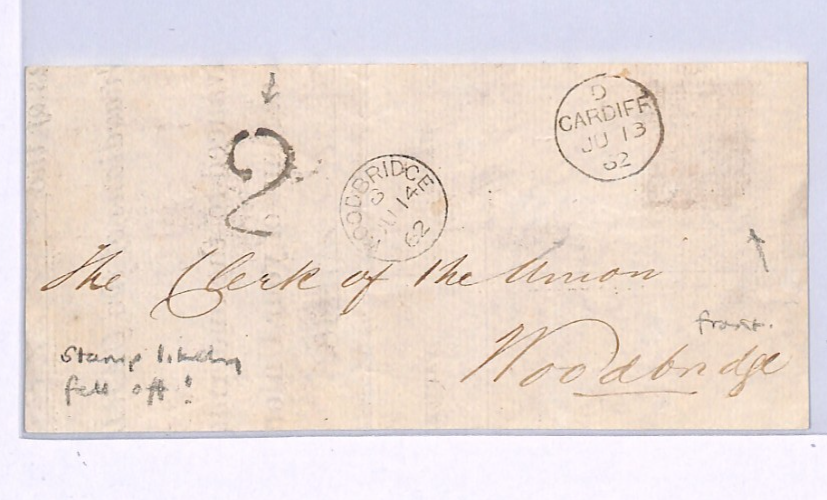 D
CARDIFF
JU 13
62
2
WOODBRIDGE
JU 14
62
The Clerk of the Union
Woodbridge
front.
Stamp likely
fell off!